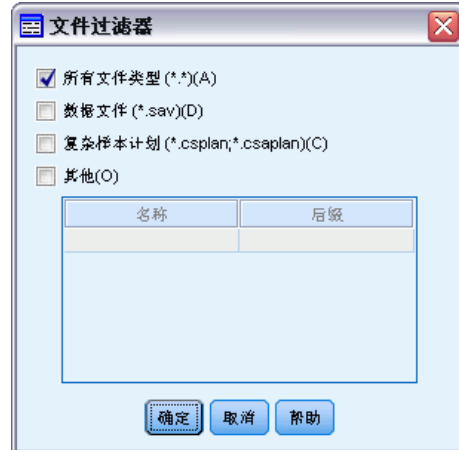 文件过滤器
所有文件类型(*.*)(A)
数据文件(*.sav)(D)
复杂样本计划(*.csplan;*.csaplan)(C)
其他(O)
名称 后缀
确定 取消 帮助